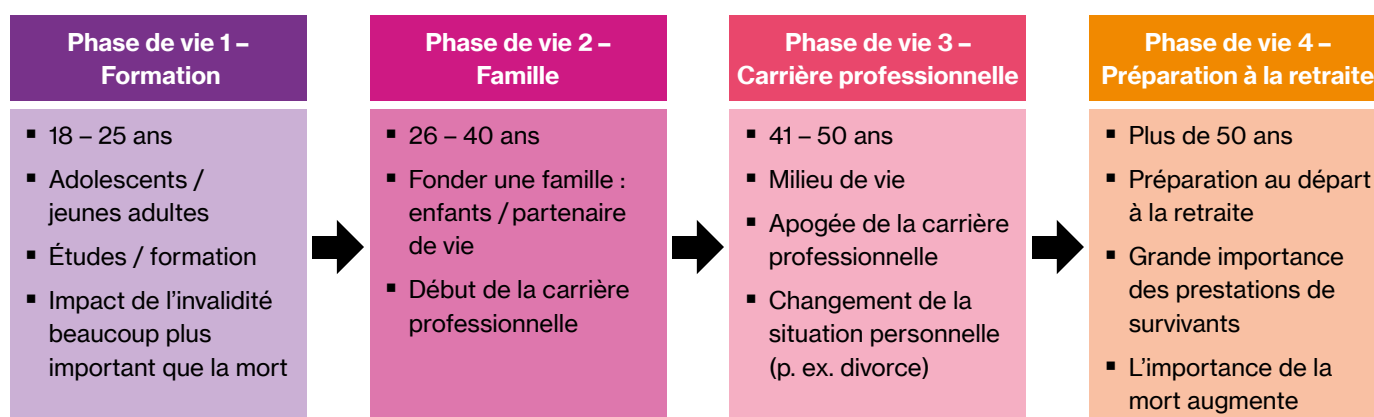 Phase de vie 1 –
Formation
▪ 18 – 25 ans
▪ Adolescents /
jeunes adultes
▪ Études / formation
▪ Impact de l’invalidité
beaucoup plus
important que la mort
Phase de vie 2 –
Famille
▪ 26 – 40 ans
▪ Fonder une famille :
enfants / partenaire
de vie
▪ Début de la carrière
professionnelle
Phase de vie 3 –
Carrière professionnelle
▪ 41 – 50 ans
▪ Milieu de vie
▪ Apogée de la carrière
professionnelle
▪ Changement de la
situation personnelle
(p. ex. divorce)
Phase de vie 4 –
Préparation à la retraite
▪ Plus de 50 ans
▪ Préparation au départ
à la retraite
▪ Grande importance
des prestations de
survivants
▪ L’importance de la
mort augmente